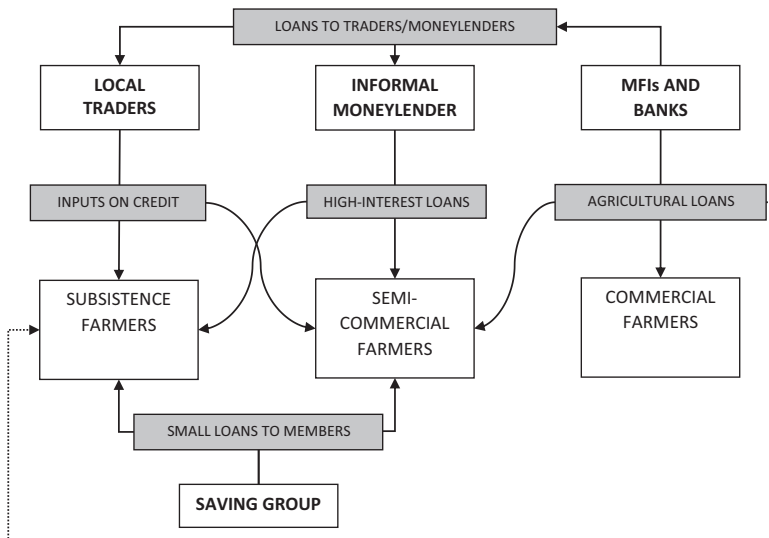 LOANS TO TRADERS/MONEYLENDERS
LOCAL
TRADERS
INFORMAL
MONEYLENDER
MFIs AND
BANKS
INPUTS ON CREDIT
HIGH-INTEREST LOANS
AGRICULTURAL LOANS
SUBSISTENCE
FARMERS
SEMI-
COMMERCIAL
FARMERS
COMMERCIAL
FARMERS
SMALL LOANS TO MEMBERS
SAVING GROUP